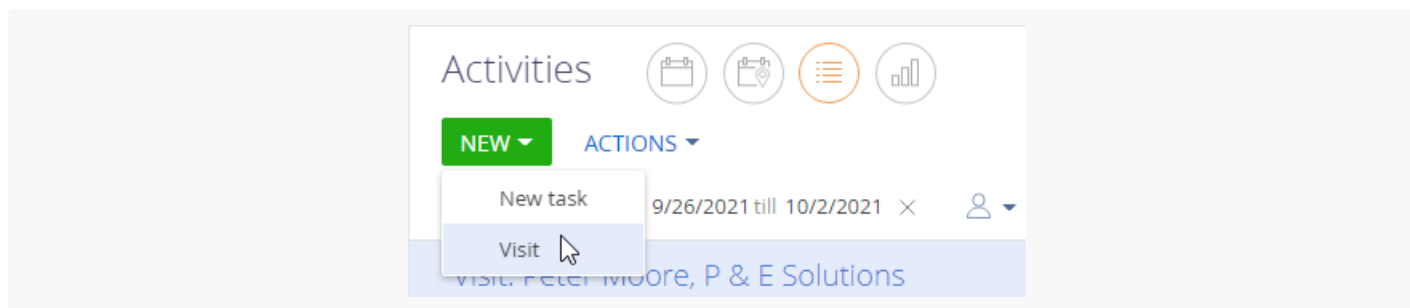 Activities
NEW ACTIONS
New task
9/26/2021 till 10/2/2021
Visit
Visit: Peter Moore, P & E Solutions